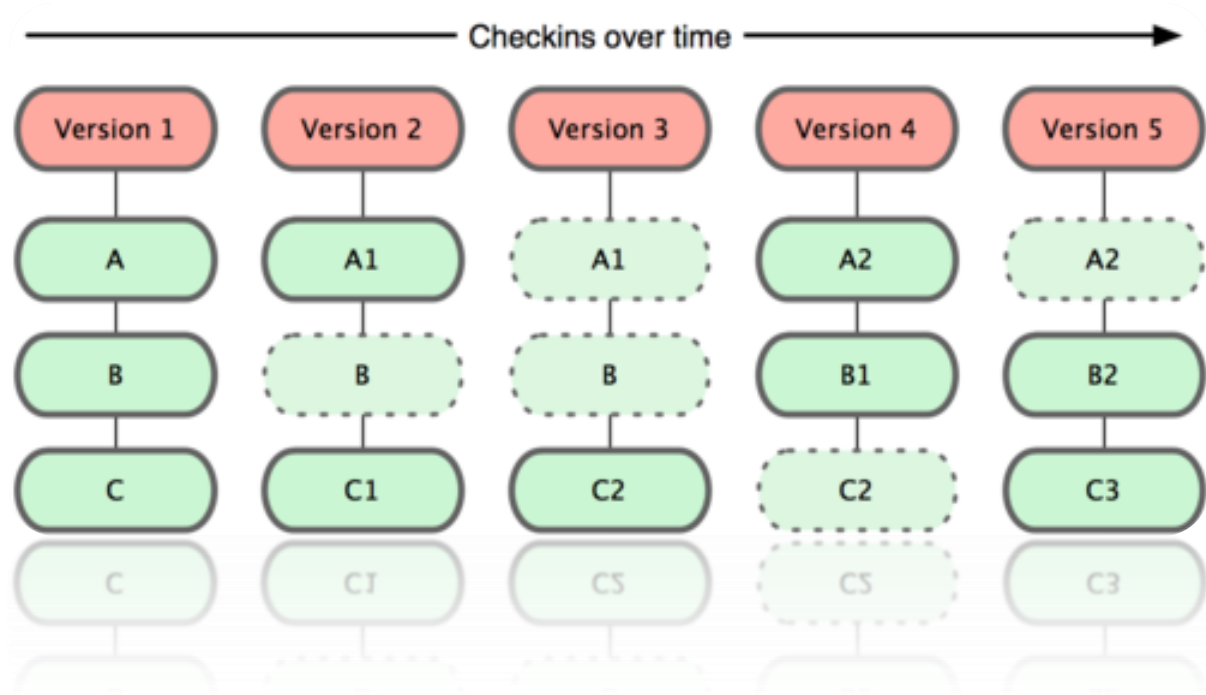 Checkins over time
Version 1 Version 2 Version 3 Version 4 Version 5
A A1 A1 A2 A2
B B B B1 B2
C C1 C2 C2 C3